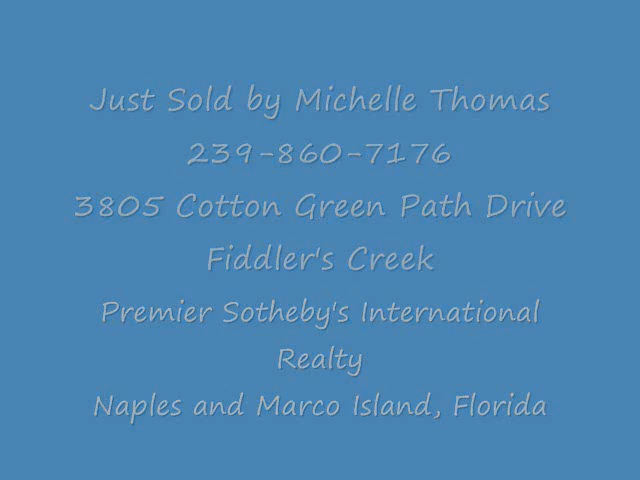 Just Sold by Michelle Thomas
239-860-7176
3805 Cotton Green Path Drive
Fiddler's Creek
Premier Sotheby's International
Realty
Naples and Marco Island, Florida